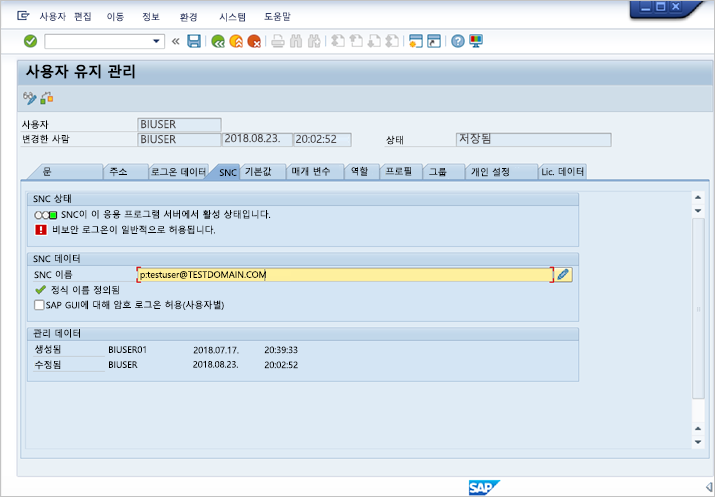 사용자 편집 이동 정보 환경 시스템 도움말
사용자 유지 관리
사용자 BIUSER
변경한 사람 BIUSER 2018.08.23. 20:02:52 상태 저장됨
문 주소 로그온 데이터 SNC 기본값 매개 변수 역할 프로필 그룹 개인 설정 Lic. 데이터
SNC 상태
SNC이 이 응용 프로그램 서버에서 활성 상태입니다.
비보안 로그온이 일반적으로 허용됩니다.
SNC 데이터
SNC 이름 p:testuser@TESTDOMAIN.COM
정식 이름 정의됨
SAP GUI에 대해 암호 로그온 허용(사용자별)
관리 데이터
생성됨 BIUSER01 2018.07.17. 20:39:33
수정됨 BIUSER 2018.08.23. 20:02:52
SAP